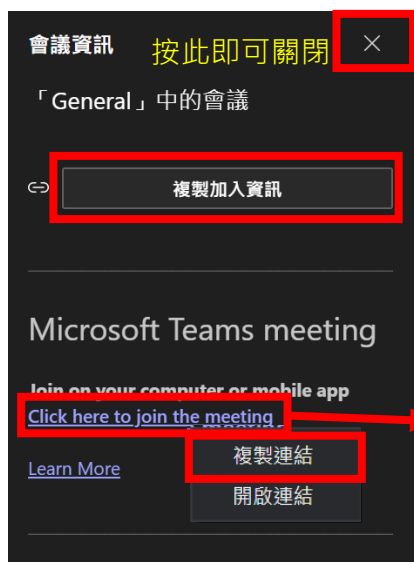 會議資訊 按此即可關閉
「General」中的會議
複製加入資訊
Microsoft Teams meeting
Join on your computer or mobile app
Click here to join the meeting
複製連結
Learn More
開啟連結